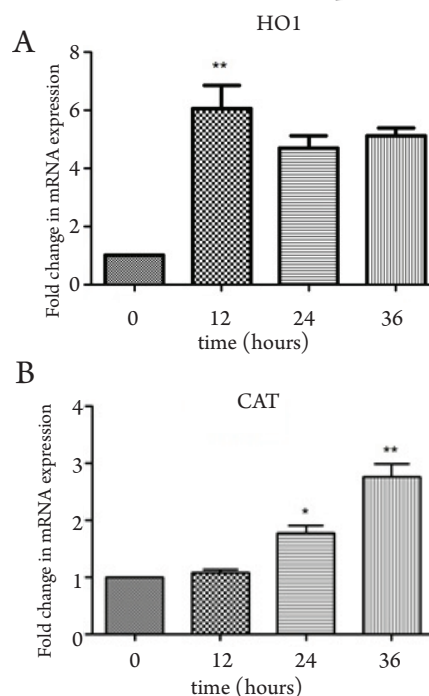 A
HO1
Fold change in mRNA expression
8
6
4
2
0
**
0 12 24 36
time (hours)
B
CAT
Fold change in mRNA expression
4
3
2
1
0
*
**
0 12 24 36
time (hours)